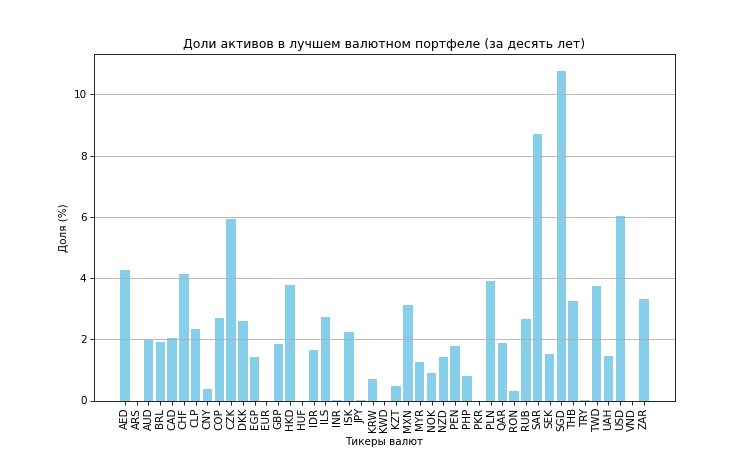 Доли активов в лучшем валютном портфеле (за десять лет)
Доля (%)
10
8
6
4
2
0
AED ARS AUD BRL CAD CHF CLP CNY COP CZK DKK EGP EUR GBP HKD HUF IDR ILS INR ISK JPY KRW KWD KZT MXN MYR NOK NZD PEN PHP PKR PLN QAR RON RUB SAR SEK SGD THB TRY TWD UAH USD VND ZAR
Тикеры валют